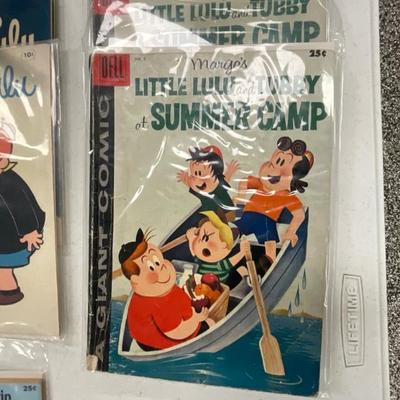 LITTLE LULU and TUBBY
SUMMER CAMP
10¢
DELL
25¢
Marge's
LITTLE LULU and TUBBY
at SUMMER CAMP
A GIANT COMIC
LIFETIME
25¢